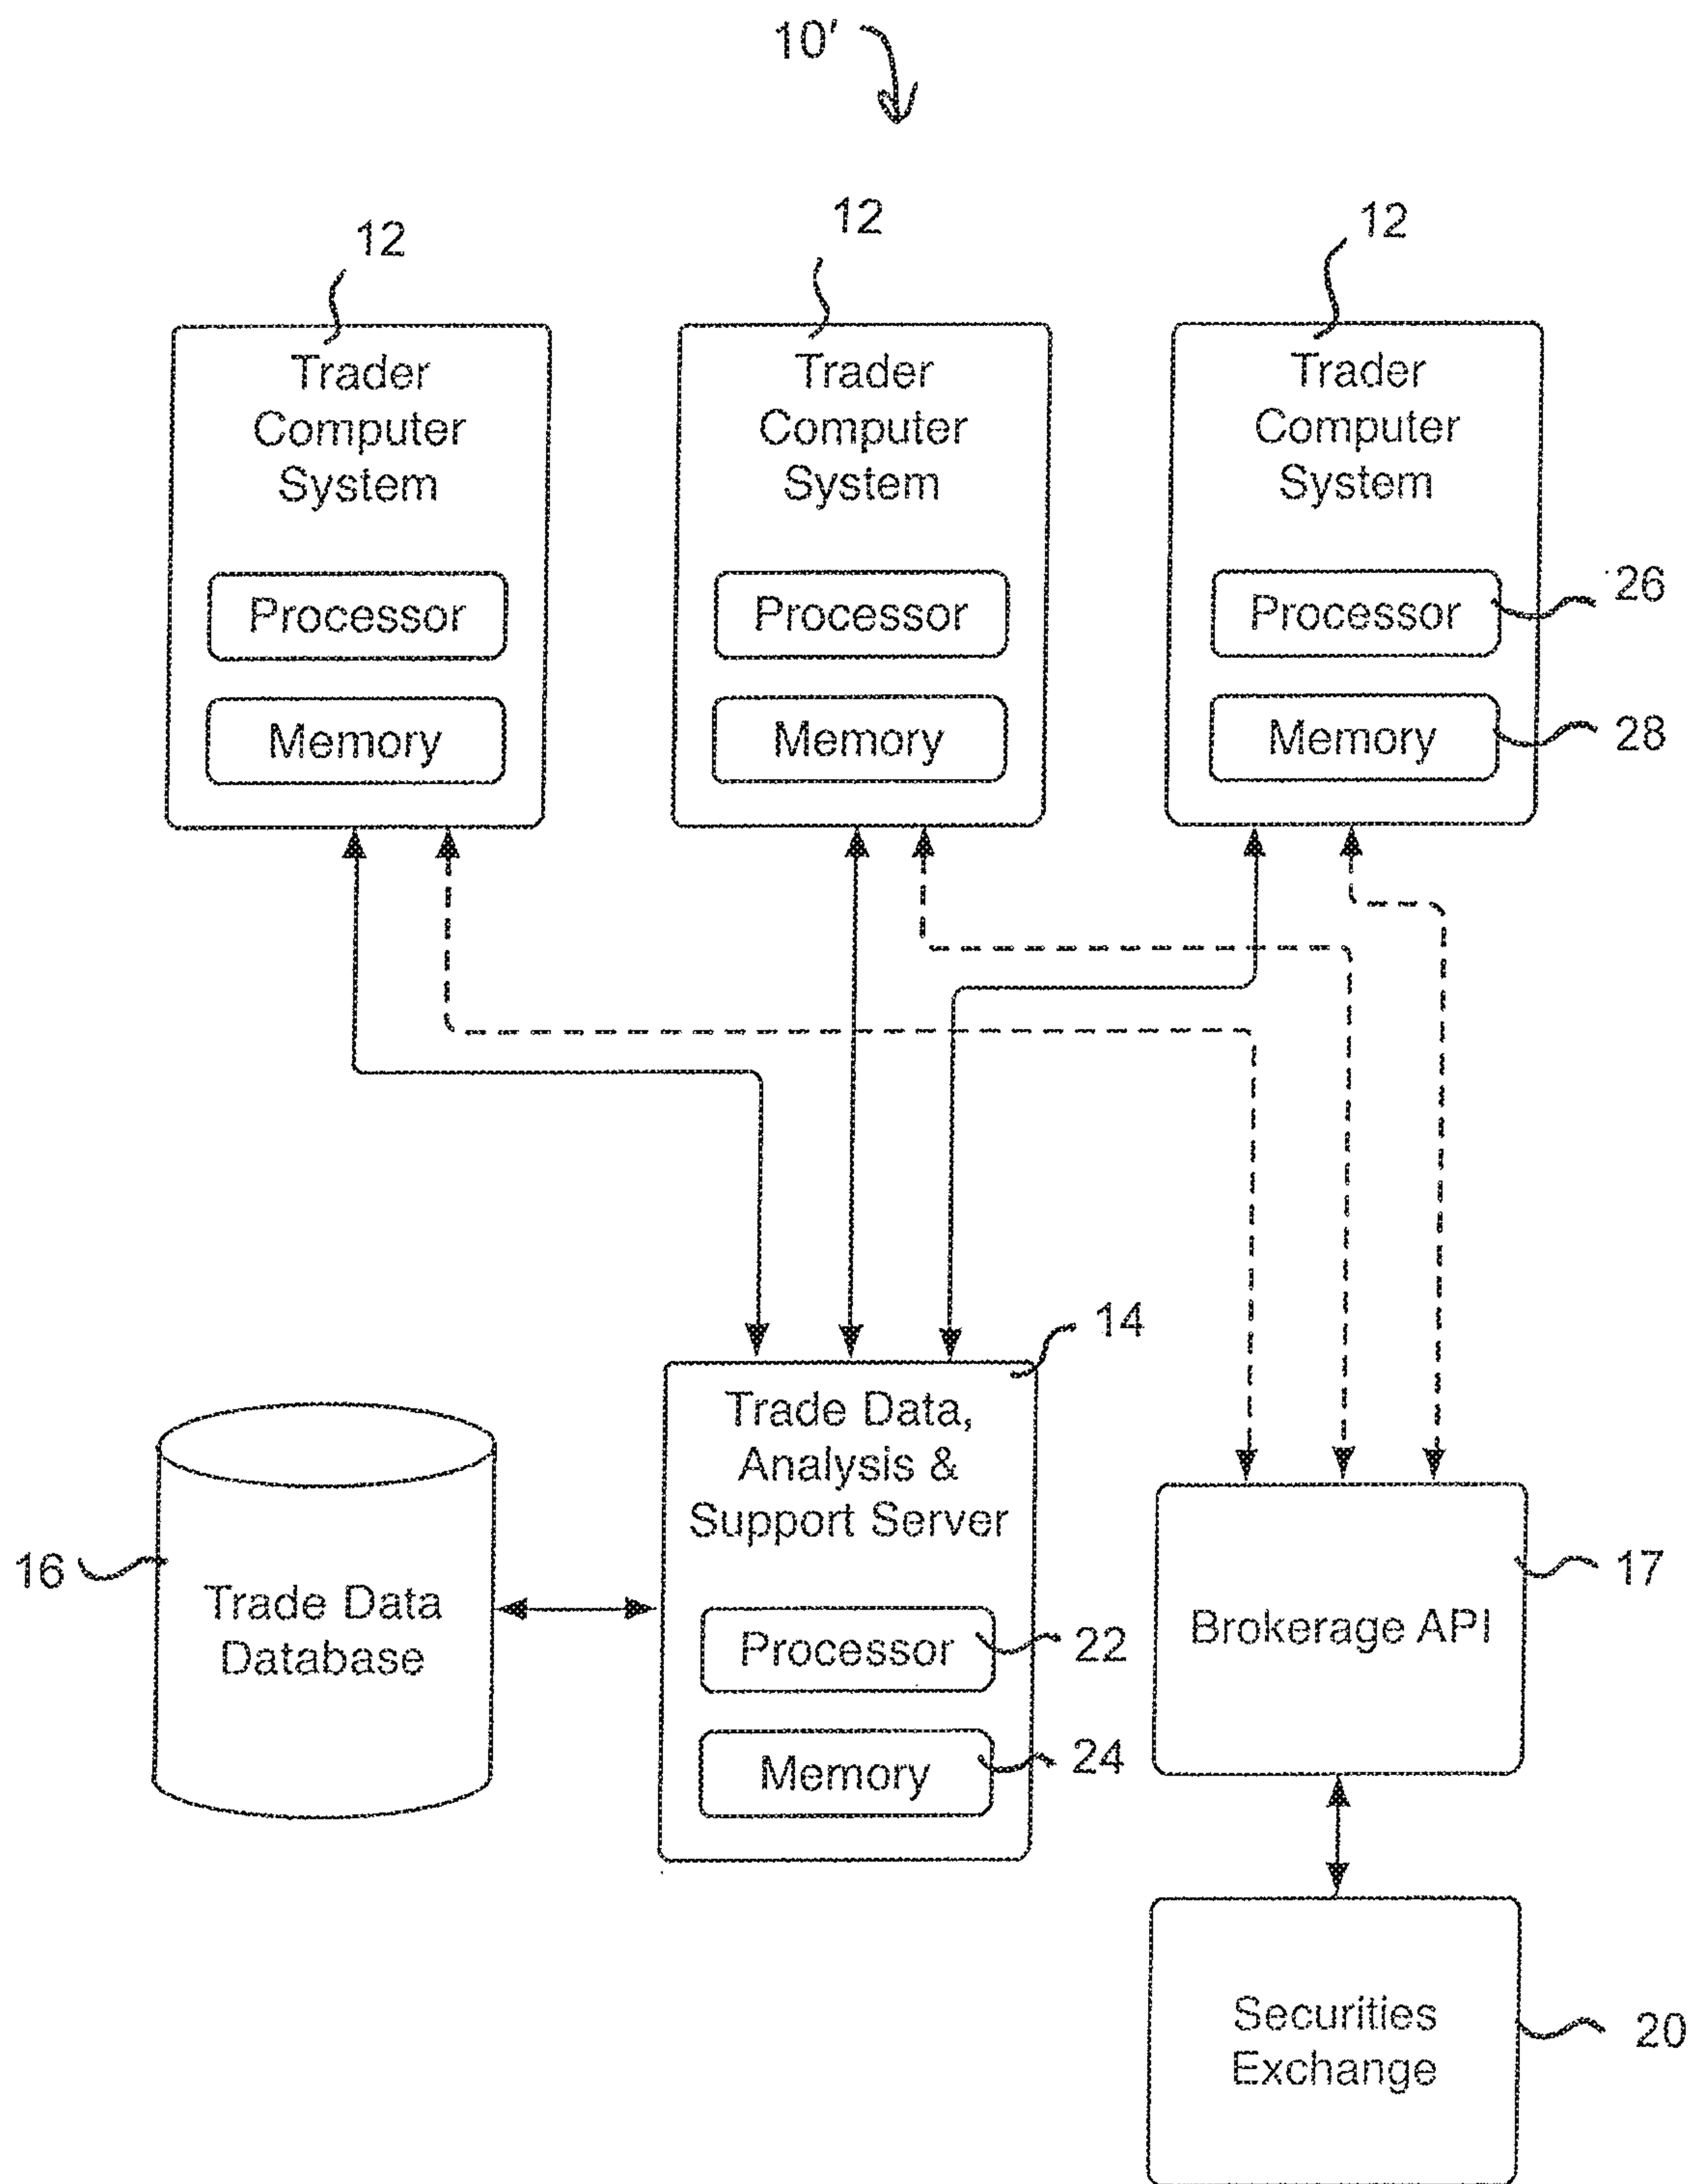 10'
12
12
12
Trader
Computer
System
Processor
Memory
Trader
Computer
System
Processor
Memory
Trader
Computer
System
Processor
26
Memory
28
14
Trade Data,
Analysis &
Support Server
Processor
22
Memory
24
16
Trade Data
Database
17
Brokerage API
Securities
Exchange
20